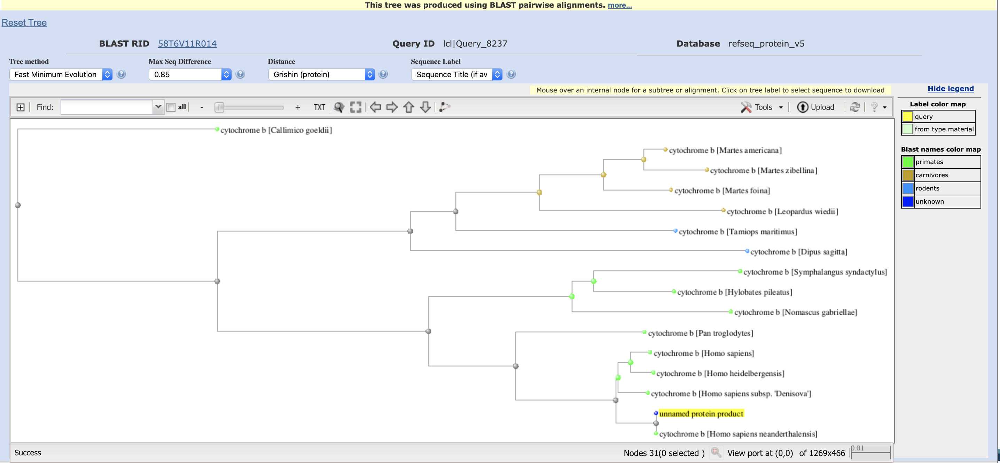 This tree was produced using BLAST pairwise alignments. more...
Reset Tree
BLAST RID 58T6V11R014 Query ID lcl|Query_8237 Database refseq_protein_v5
Tree method Max Seq Difference Distance Sequence Label
Fast Minimum Evolution ? 0.85 ? Grishin (protein) ? Sequence Title (if av ?
Mouse over an internal node for a subtree or alignment. Click on tree label to select sequence to download
Hide legend
Find: all - + TXT Tools Upload ?
Label color map
query
from type material
Blast names color map
primates
carnivores
rodents
unknown
cytochrome b [Callimico goeldii]
cytochrome b [Martes americana]
cytochrome b [Martes zibellina]
cytochrome b [Martes foina]
cytochrome b [Leopardus wiedii]
cytochrome b [Tamiops maritimus]
cytochrome b [Dipus sagitta]
cytochrome b [Symphalangus syndactylus]
cytochrome b [Hylobates pileatus]
cytochrome b [Nomascus gabriellae]
cytochrome b [Pan troglodytes]
cytochrome b [Homo sapiens]
cytochrome b [Homo heidelbergensis]
cytochrome b [Homo sapiens subsp. 'Denisova']
unnamed protein product
cytochrome b [Homo sapiens neanderthalensis]
Success Nodes 31(0 selected ) View port at (0,0) of 1269x466 0.01